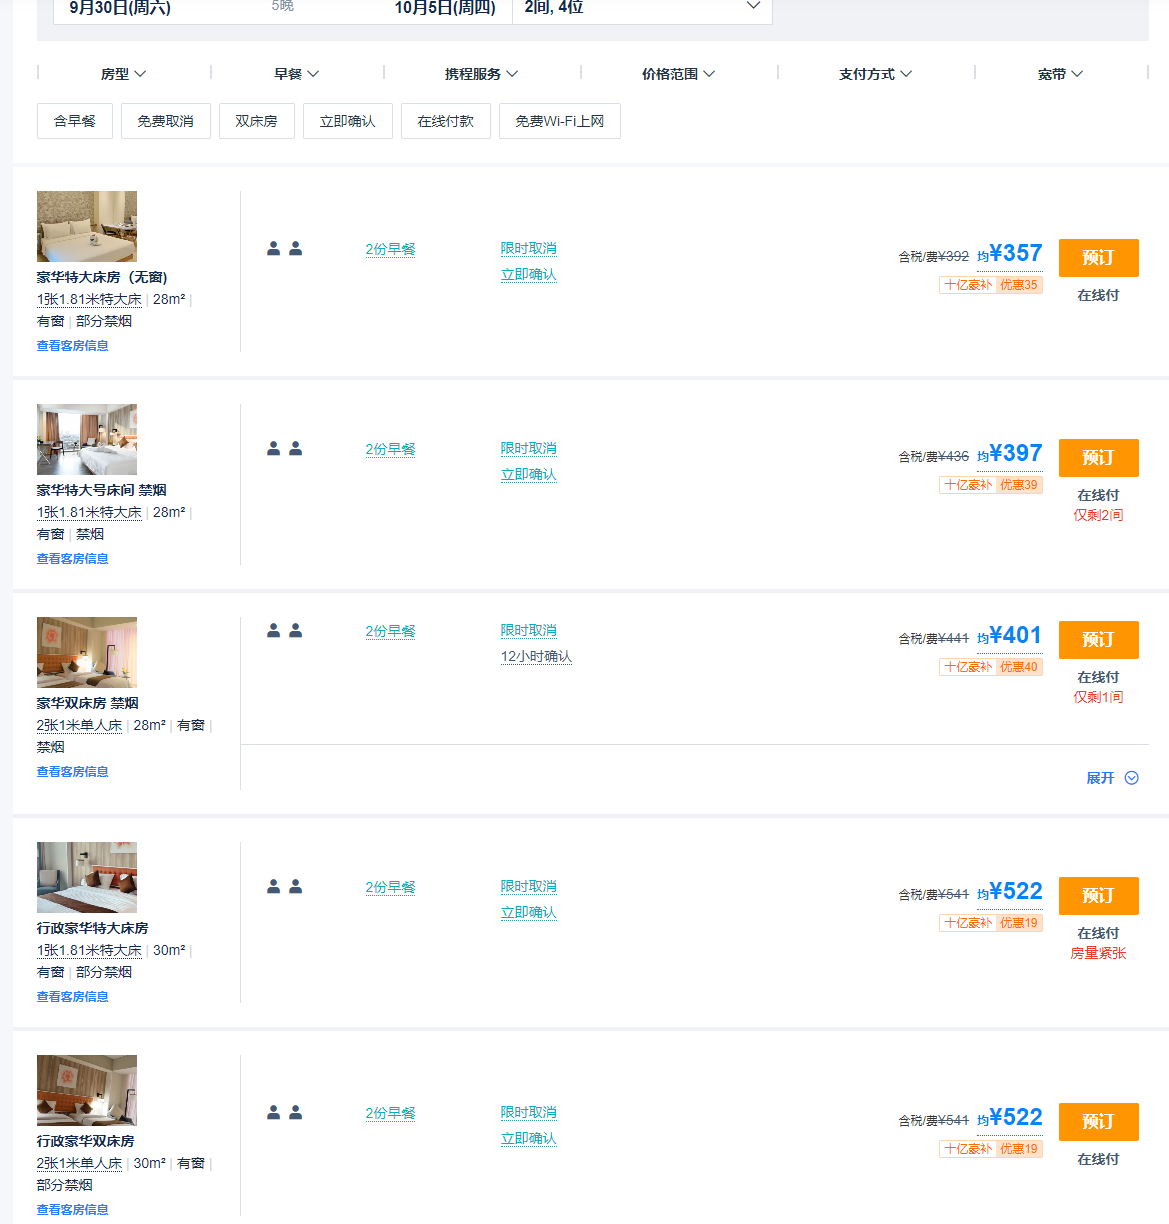 9月30日(周六) 5晚 10月5日(周四) 2间, 4位
房型 早餐 携程服务 价格范围 支付方式 宽带
含早餐 免费取消 双床房 立即确认 在线付款 免费Wi-Fi上网
豪华特大床房（无窗)
1张1.81米特大床 | 28m² |
有窗 | 部分禁烟
查看客房信息
2份早餐
限时取消
立即确认
含税/费¥392 均¥357
十亿豪补 优惠35
预订
在线付
豪华特大号床间 禁烟
1张1.81米特大床 | 28m² |
有窗 | 禁烟
查看客房信息
2份早餐
限时取消
立即确认
含税/费¥436 均¥397
十亿豪补 优惠39
预订
在线付
仅剩2间
豪华双床房 禁烟
2张1米单人床 | 28m² | 有窗 |
禁烟
查看客房信息
2份早餐
限时取消
12小时确认
含税/费¥441 均¥401
十亿豪补 优惠40
预订
在线付
仅剩1间
展开
行政豪华特大床房
1张1.81米特大床 | 30m² |
有窗 | 部分禁烟
查看客房信息
2份早餐
限时取消
立即确认
含税/费¥541 均¥522
十亿豪补 优惠19
预订
在线付
房量紧张
行政豪华双床房
2张1米单人床 | 30m² | 有窗 |
部分禁烟
查看客房信息
2份早餐
限时取消
立即确认
含税/费¥541 均¥522
十亿豪补 优惠19
预订
在线付